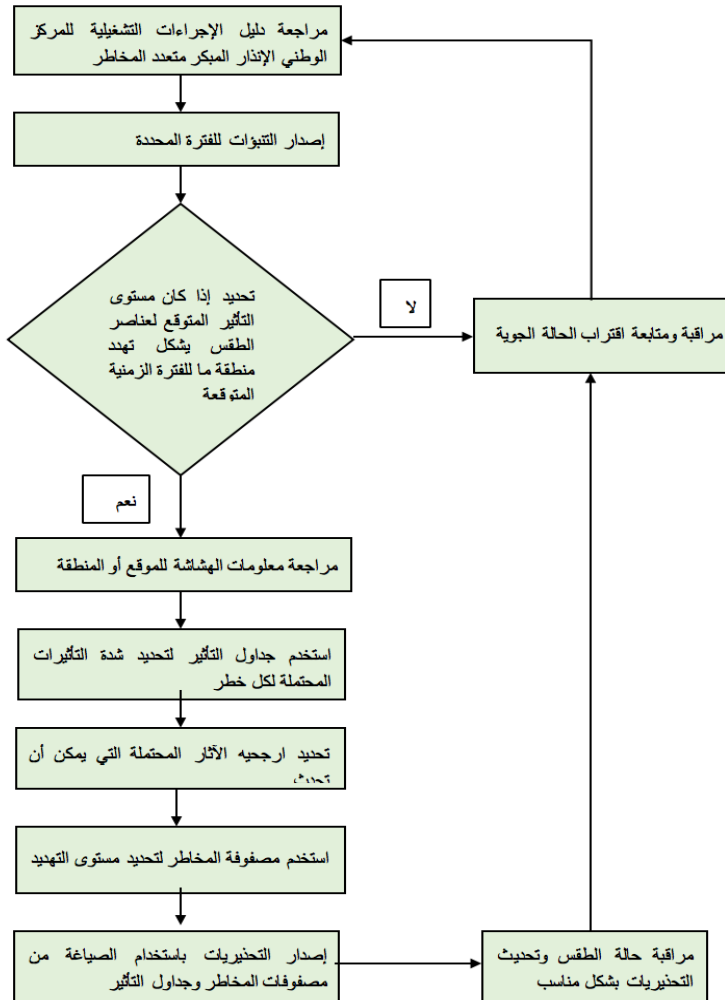 مراجعة دليل الإجراءات التشغيلية للمركز
الوطني الإنذار المبكر متعدد المخاطر
إصدار التنبؤات للفترة المحددة
تحديد إذا كان مستوى
التأثير المتوقع لعناصر
الطقس يشكل تهدد
منطقة ما للفترة الزمنية
المتوقعة
لا
مراقبة ومتابعة اقتراب الحالة الجوية
نعم
مراجعة معلومات الهشاشة للموقع أو المنطقة
استخدم جداول التأثير لتحديد شدة التأثيرات
المحتملة لكل خطر
تحديد ارجحيه الآثار المحتملة التي يمكن أن
تحدث
استخدم مصفوفة المخاطر لتحديد مستوى التهديد
إصدار التحذيريات باستخدام الصياغة من
مصفوفات المخاطر وجداول التأثير
مراقبة حالة الطقس وتحديث
التحذيريات بشكل مناسب